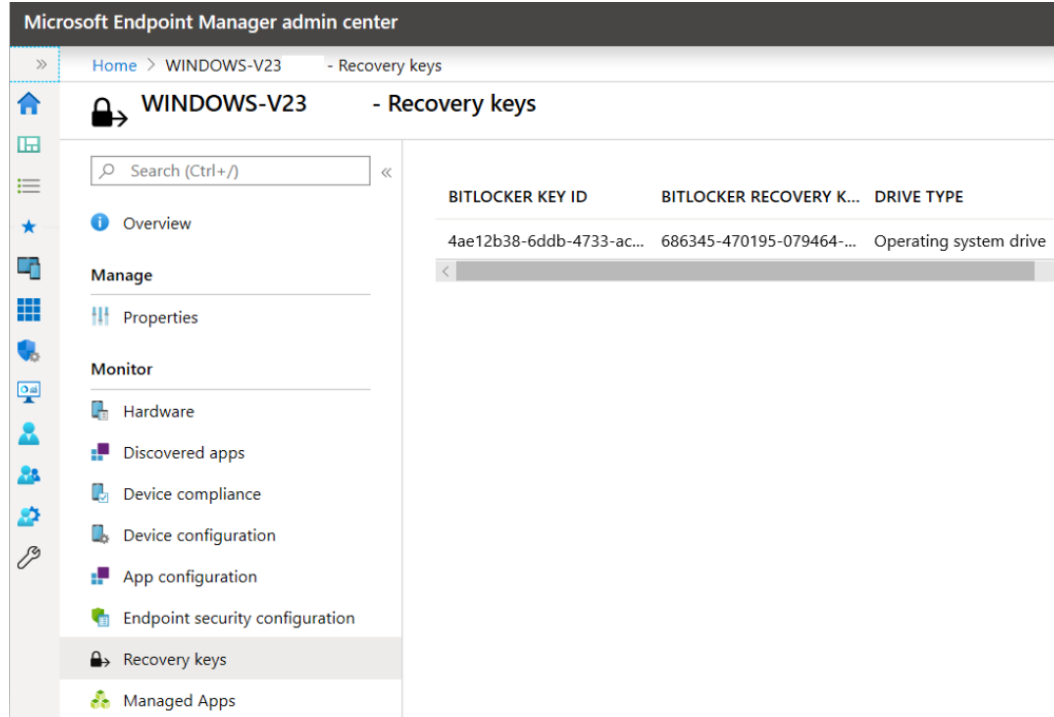 Microsoft Endpoint Manager admin center
Home > WINDOWS-V23 - Recovery keys
WINDOWS-V23 - Recovery keys
Search (Ctrl+/)
Overview
Manage
Properties
Monitor
Hardware
Discovered apps
Device compliance
Device configuration
App configuration
Endpoint security configuration
Recovery keys
Managed Apps
BITLOCKER KEY ID BITLOCKER RECOVERY K... DRIVE TYPE
4ae12b38-6ddb-4733-ac... 686345-470195-079464-... Operating system drive